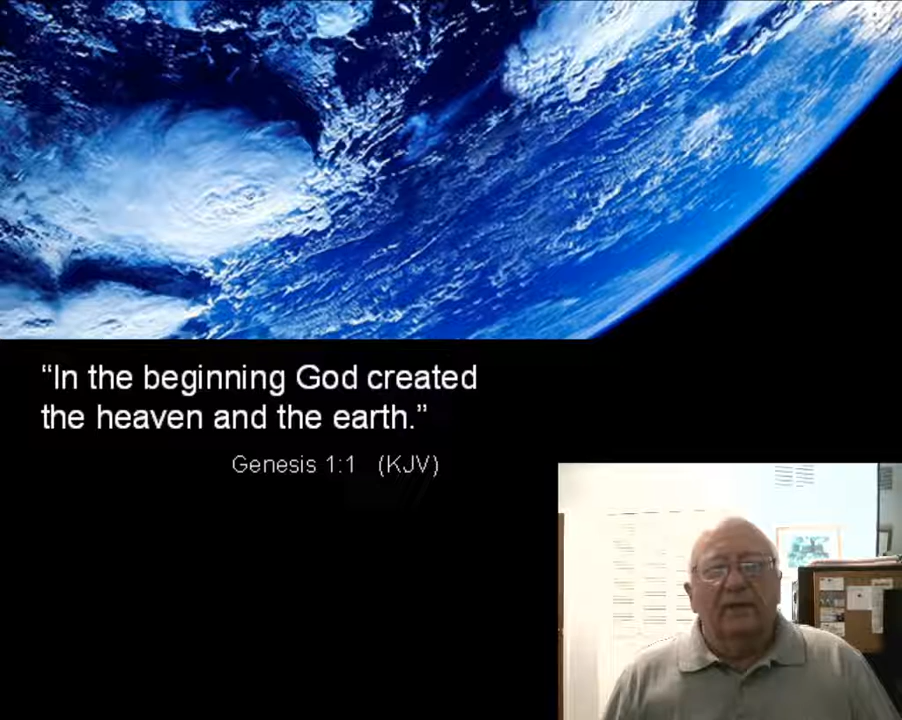 “In the beginning God created
the heaven and the earth.”
Genesis 1:1 (KJV)